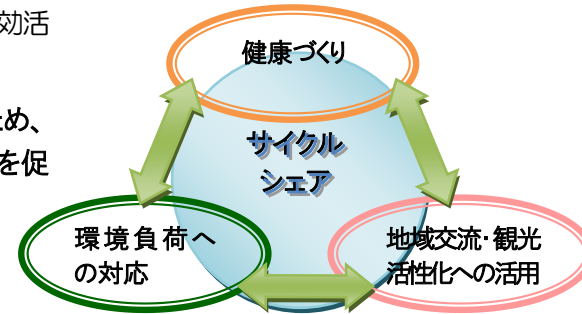 効活
ため、
を促
健康づくり
サイクル
シェア
環境負荷へ
の対応
地域交流・観光
活性化への活用